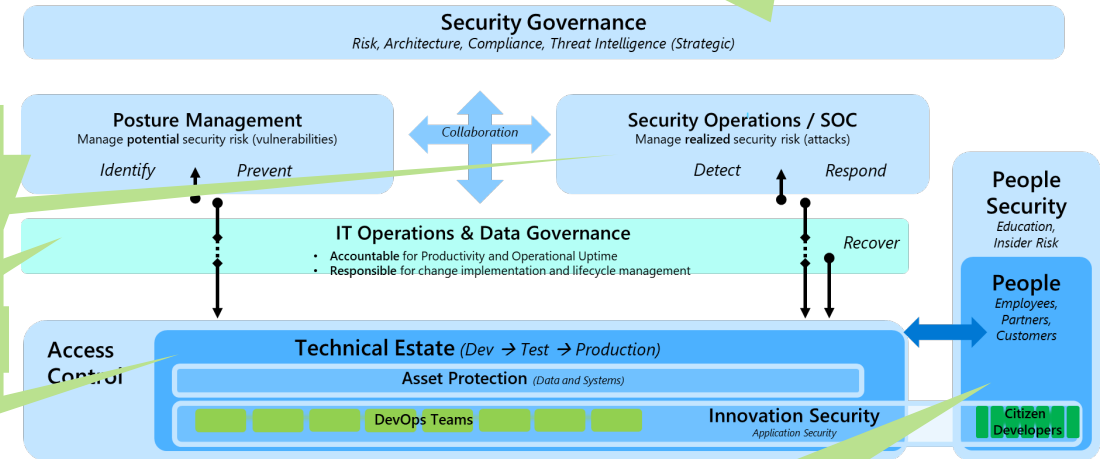 Security Governance
Risk, Architecture, Compliance, Threat Intelligence (Strategic)
Posture Management
Manage potential security risk (vulnerabilities)
Identify
Prevent
Collaboration
Security Operations / SOC
Manage realized security risk (attacks)
Detect
Respond
People
Security
Education,
Insider Risk
IT Operations & Data Governance
• Accountable for Productivity and Operational Uptime
• Responsible for change implementation and lifecycle management
Recover
People
Employees,
Partners,
Customers
Access
Control
Technical Estate (Dev → Test → Production)
Asset Protection (Data and Systems)
DevOps Teams
Innovation Security
Application Security
Citizen
Developers